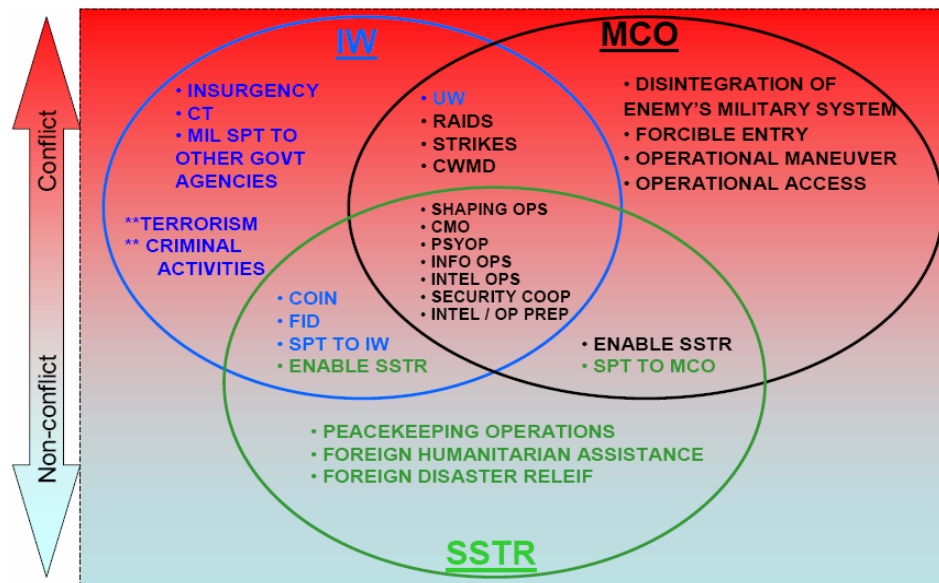 IW
MCO
Conflict
Non-conflict
• INSURGENCY
• CT
• MIL SPT TO
OTHER GOVT
AGENCIES
**TERRORISM
** CRIMINAL
ACTIVITIES
• UW
• RAIDS
• STRIKES
• CWMD
• DISINTEGRATION OF
ENEMY'S MILITARY SYSTEM
• FORCIBLE ENTRY
• OPERATIONAL MANEUVER
• OPERATIONAL ACCESS
• SHAPING OPS
• CMO
• PSYOP
• INFO OPS
• INTEL OPS
• SECURITY COOP
• INTEL / OP PREP
• COIN
• FID
• SPT TO IW
• ENABLE SSTR
• ENABLE SSTR
• SPT TO MCO
• PEACEKEEPING OPERATIONS
• FOREIGN HUMANITARIAN ASSISTANCE
• FOREIGN DISASTER RELEIF
SSTR